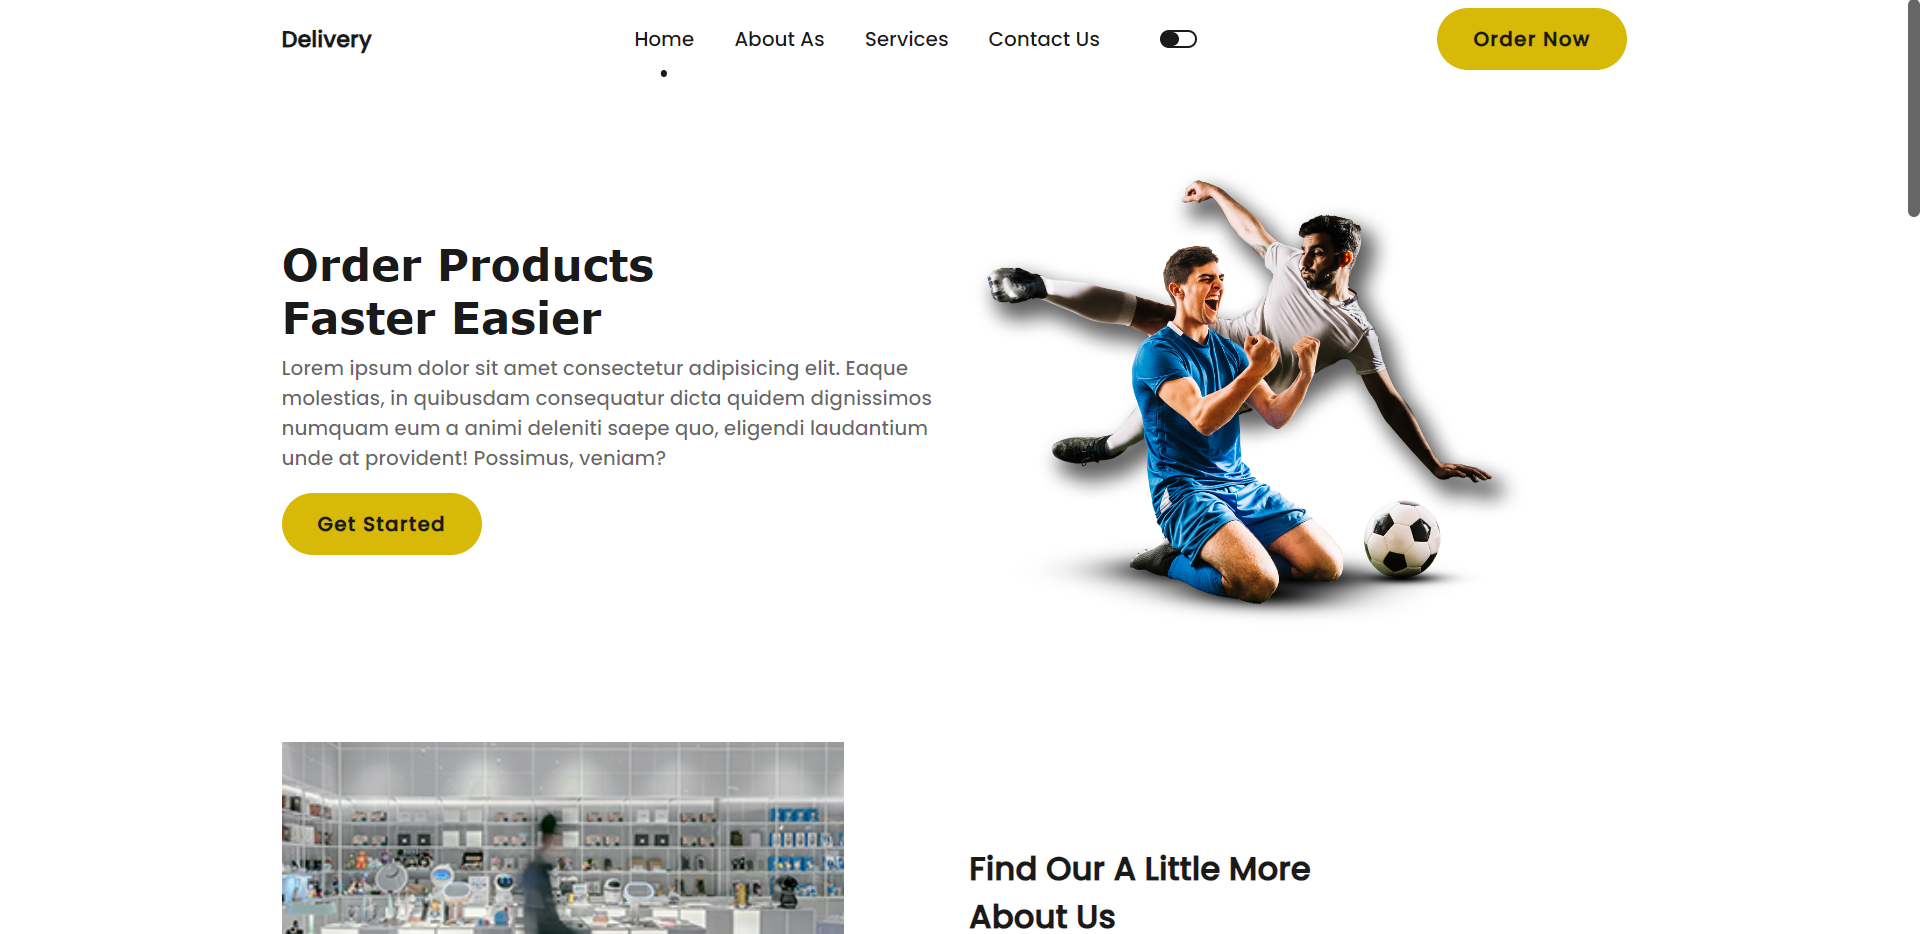 Delivery
Home
About As
Services
Contact Us
Order Now
Order Products
Faster Easier
Lorem ipsum dolor sit amet consectetur adipisicing elit. Eaque
molestias, in quibusdam consequatur dicta quidem dignissimos
numquam eum a animi deleniti saepe quo, eligendi laudantium
unde at provident! Possimus, veniam?
Get Started
Find Our A Little More
About Us